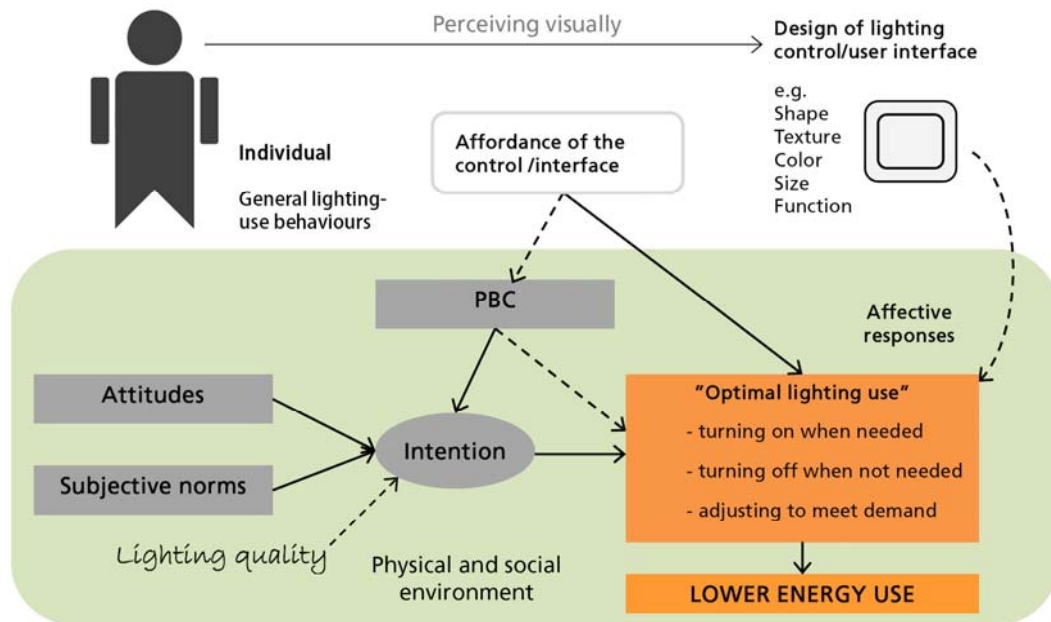 Perceiving visually
Design of lighting
control/user interface
e.g.
Shape
Texture
Color
Size
Function
Individual
General lighting-
use behaviours
Affordance of the
control /interface
PBC
Affective
responses
Attitudes
Subjective norms
Intention
Lighting quality
Physical and social
environment
"Optimal lighting use"
- turning on when needed
- turning off when not needed
- adjusting to meet demand
LOWER ENERGY USE